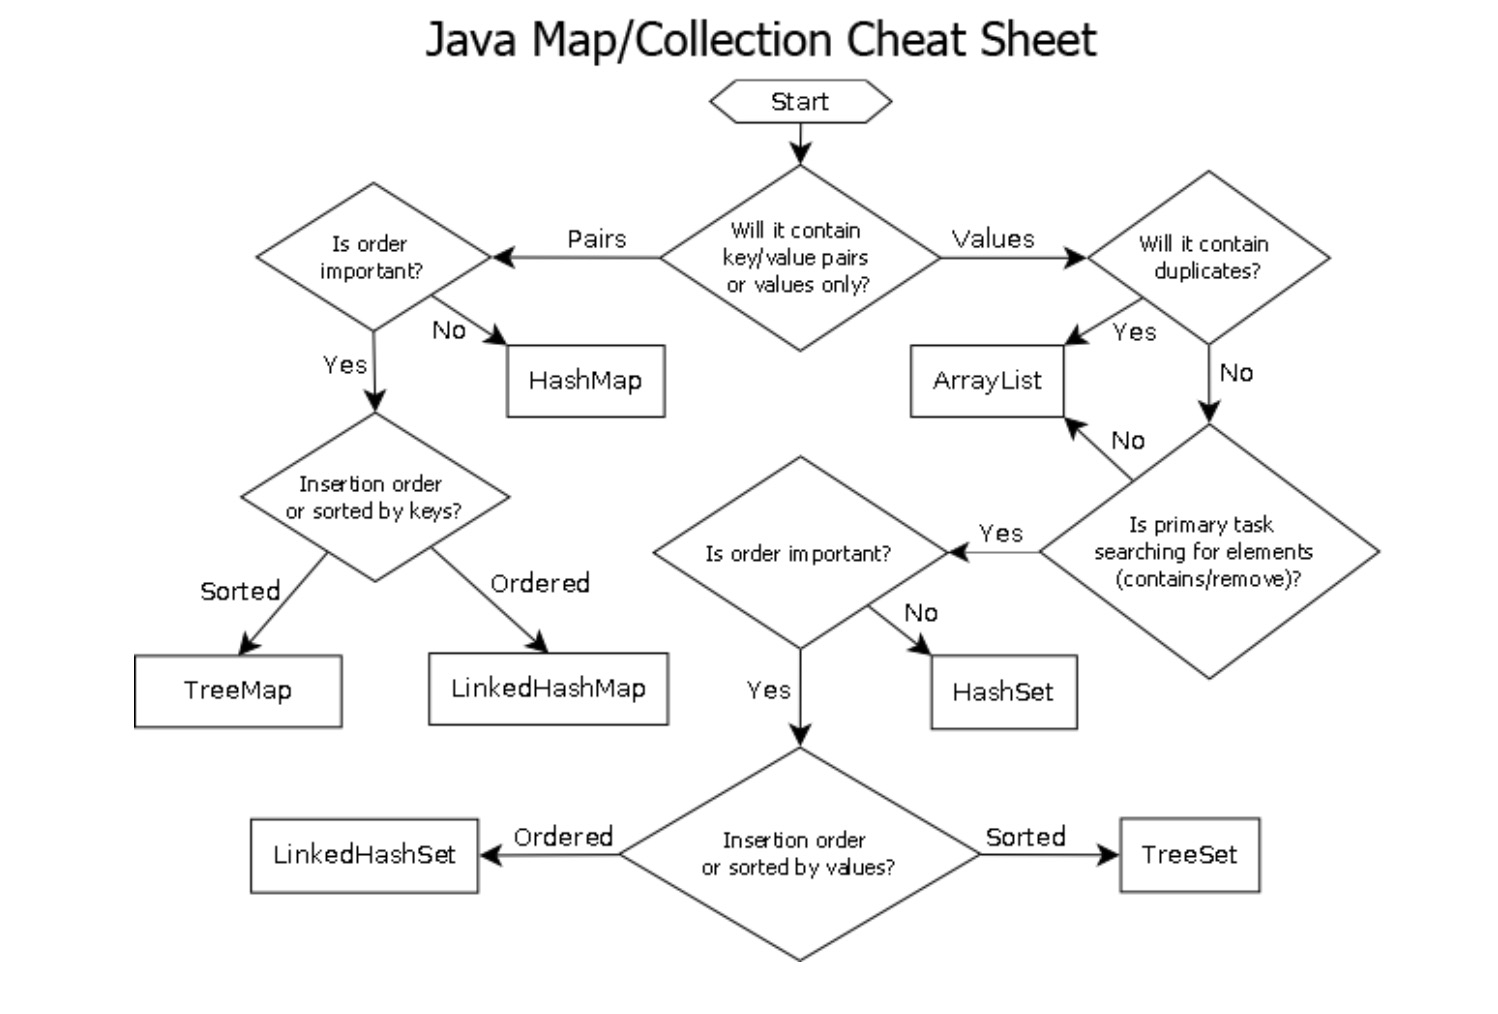 Java Map/Collection Cheat Sheet
Start
Will it contain
key/value pairs
or values only?
Pairs
Values
Is order
important?
Will it contain
duplicates?
No
Yes
Yes
No
HashMap
ArrayList
No
Insertion order
or sorted by keys?
Is order important?
Yes
Is primary task
searching for elements
(contains/remove)?
Sorted
Ordered
No
TreeMap
LinkedHashMap
Yes
HashSet
LinkedHashSet
Ordered
Insertion order
or sorted by values?
Sorted
TreeSet